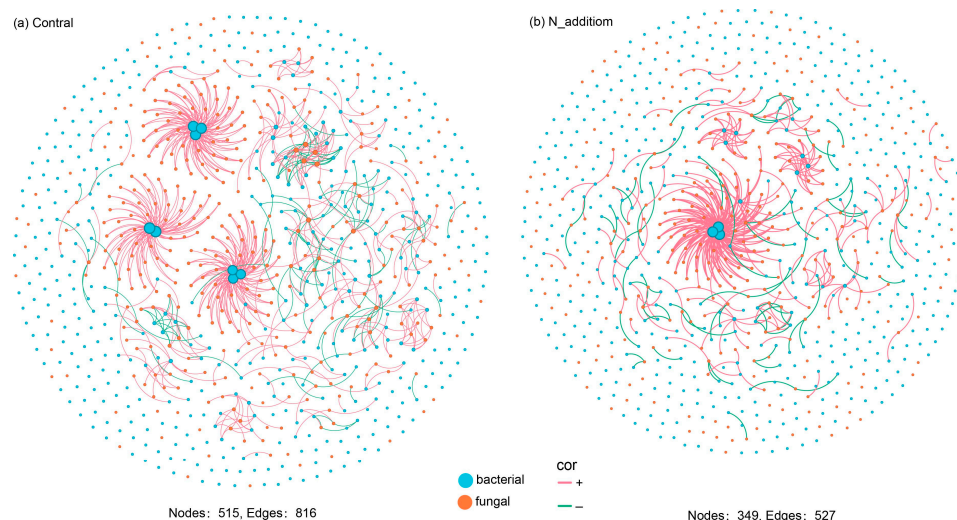 (a) Contral
(b) N_additiom
bacterial
fungal
cor
+
−
Nodes: 515, Edges: 816
Nodes: 349, Edges: 527